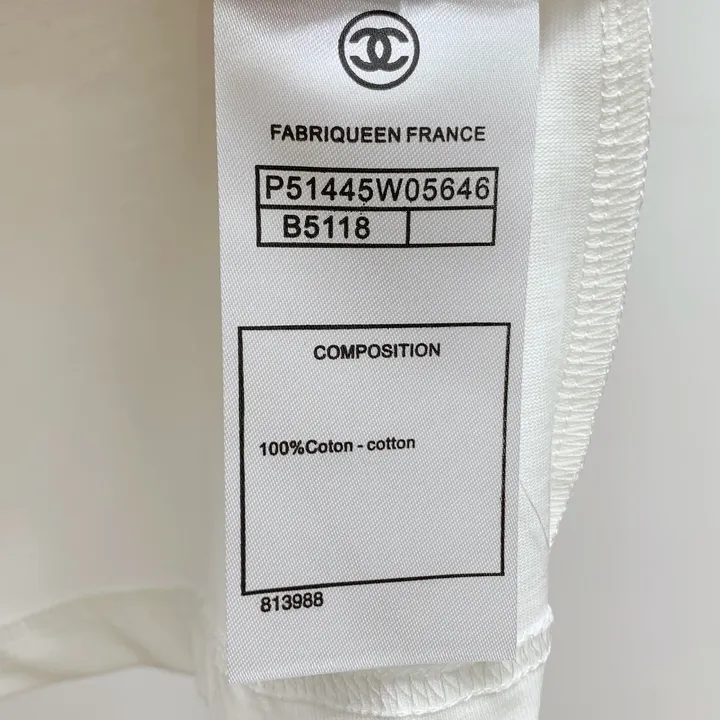 FABRIQUEEN FRANCE
P51445W05646
B5118
COMPOSITION
100%Coton - cotton
813988